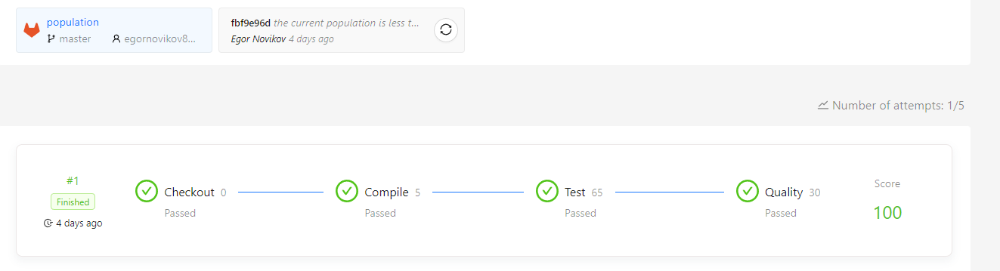 population
master egornovikov8...
fbf9e96d the current population is less t...
Egor Novikov 4 days ago
Number of attempts: 1/5
#1
Finished
4 days ago
Checkout 0
Passed
Compile 5
Passed
Test 65
Passed
Quality 30
Passed
Score
100